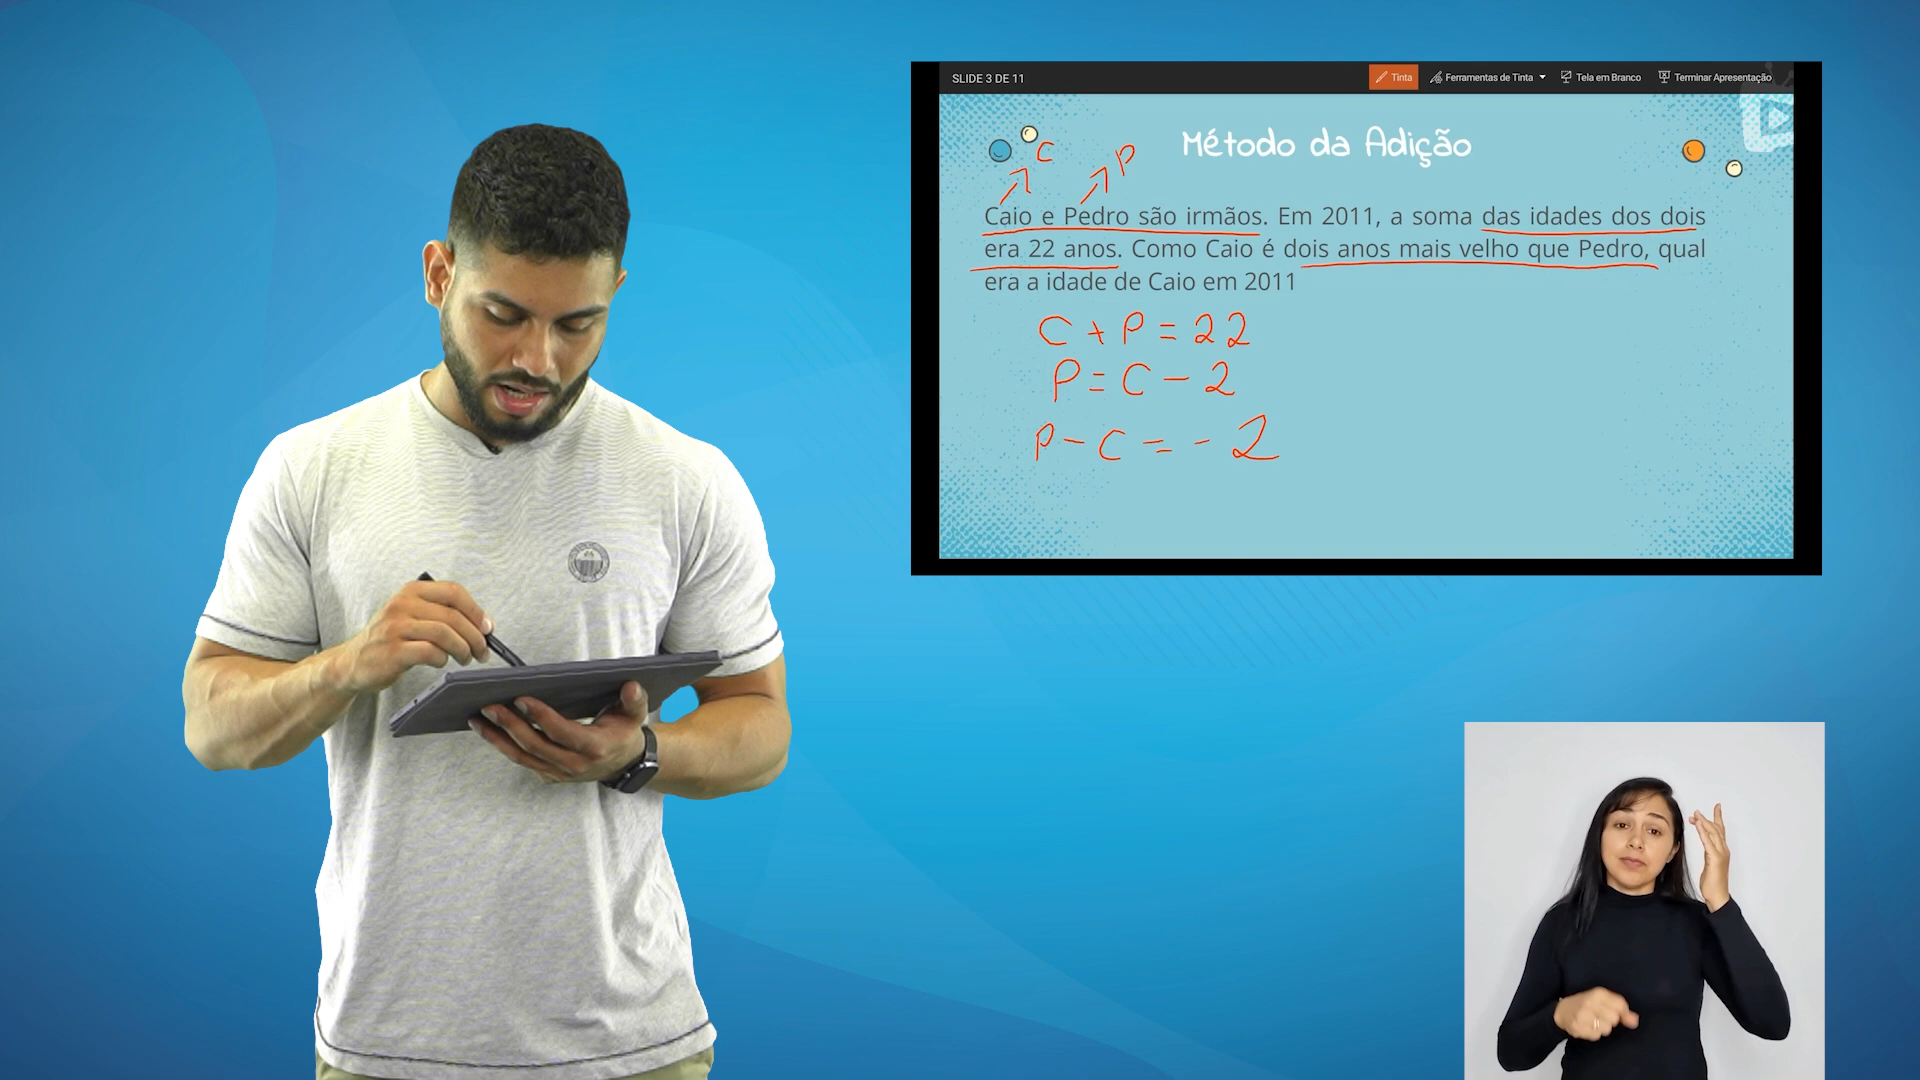 SLIDE 3 DE 11
Tinta
Ferramentas de Tinta
Tela em Branco
Terminar Apresentação
Método da Adição
C
P
Caio e Pedro são irmãos. Em 2011, a soma das idades dos dois
era 22 anos. Como Caio é dois anos mais velho que Pedro, qual
era a idade de Caio em 2011
C + P = 22
P = C - 2
P - C = - 2